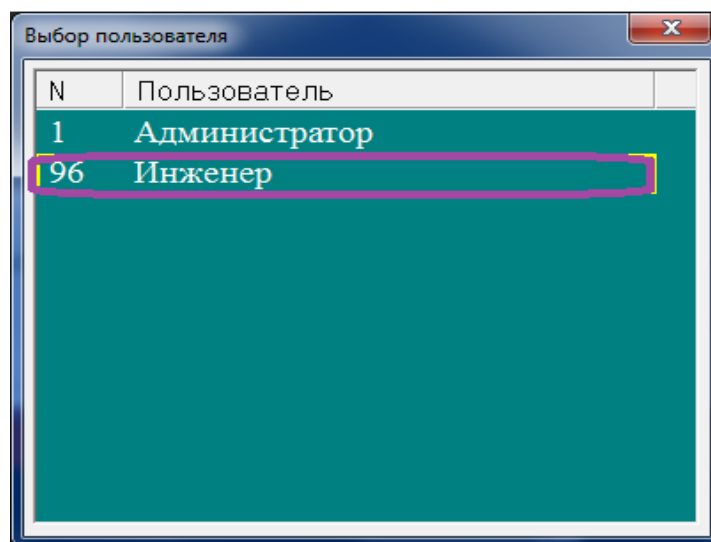 Выбор пользователя
N Пользователь
1 Администратор
96 Инженер